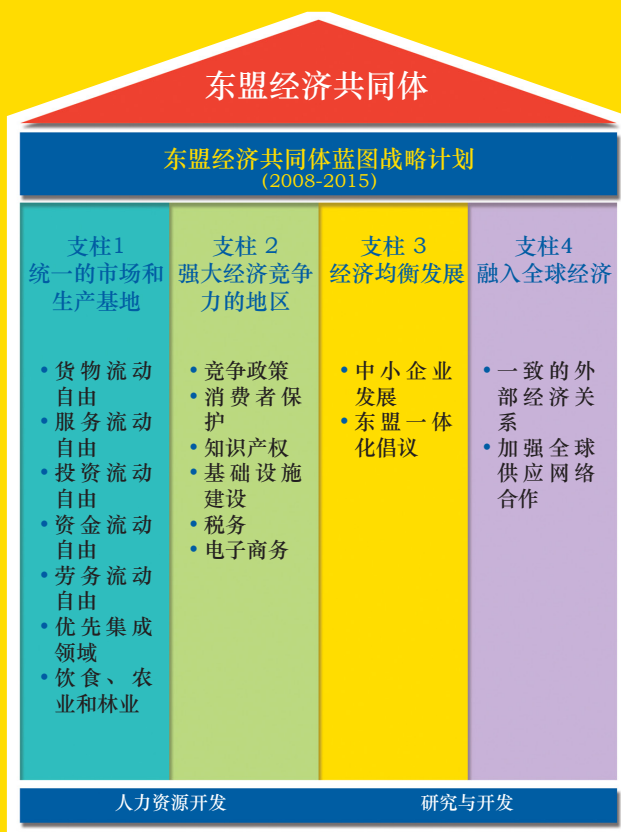 东盟经济共同体
东盟经济共同体蓝图战略计划
(2008-2015)
支柱1
统一的市场和
生产基地
•货物流动
自由
•服务流动
自由
•投资流动
自由
•资金流动
自由
•劳务流动
自由
•优先集成
领域
•饮食、农
业和林业
支柱 2
强大经济竞争
力的地区
•竞争政策
•消费者保
护
•知识产权
•基础设施
建设
•税务
•电子商务
支柱 3
经济均衡发展
•中小企业
发展
•东盟一体
化倡议
支柱4
融入全球经济
•一致的外
部经济关
系
•加强全球
供应网络
合作
人力资源开发
研究与开发